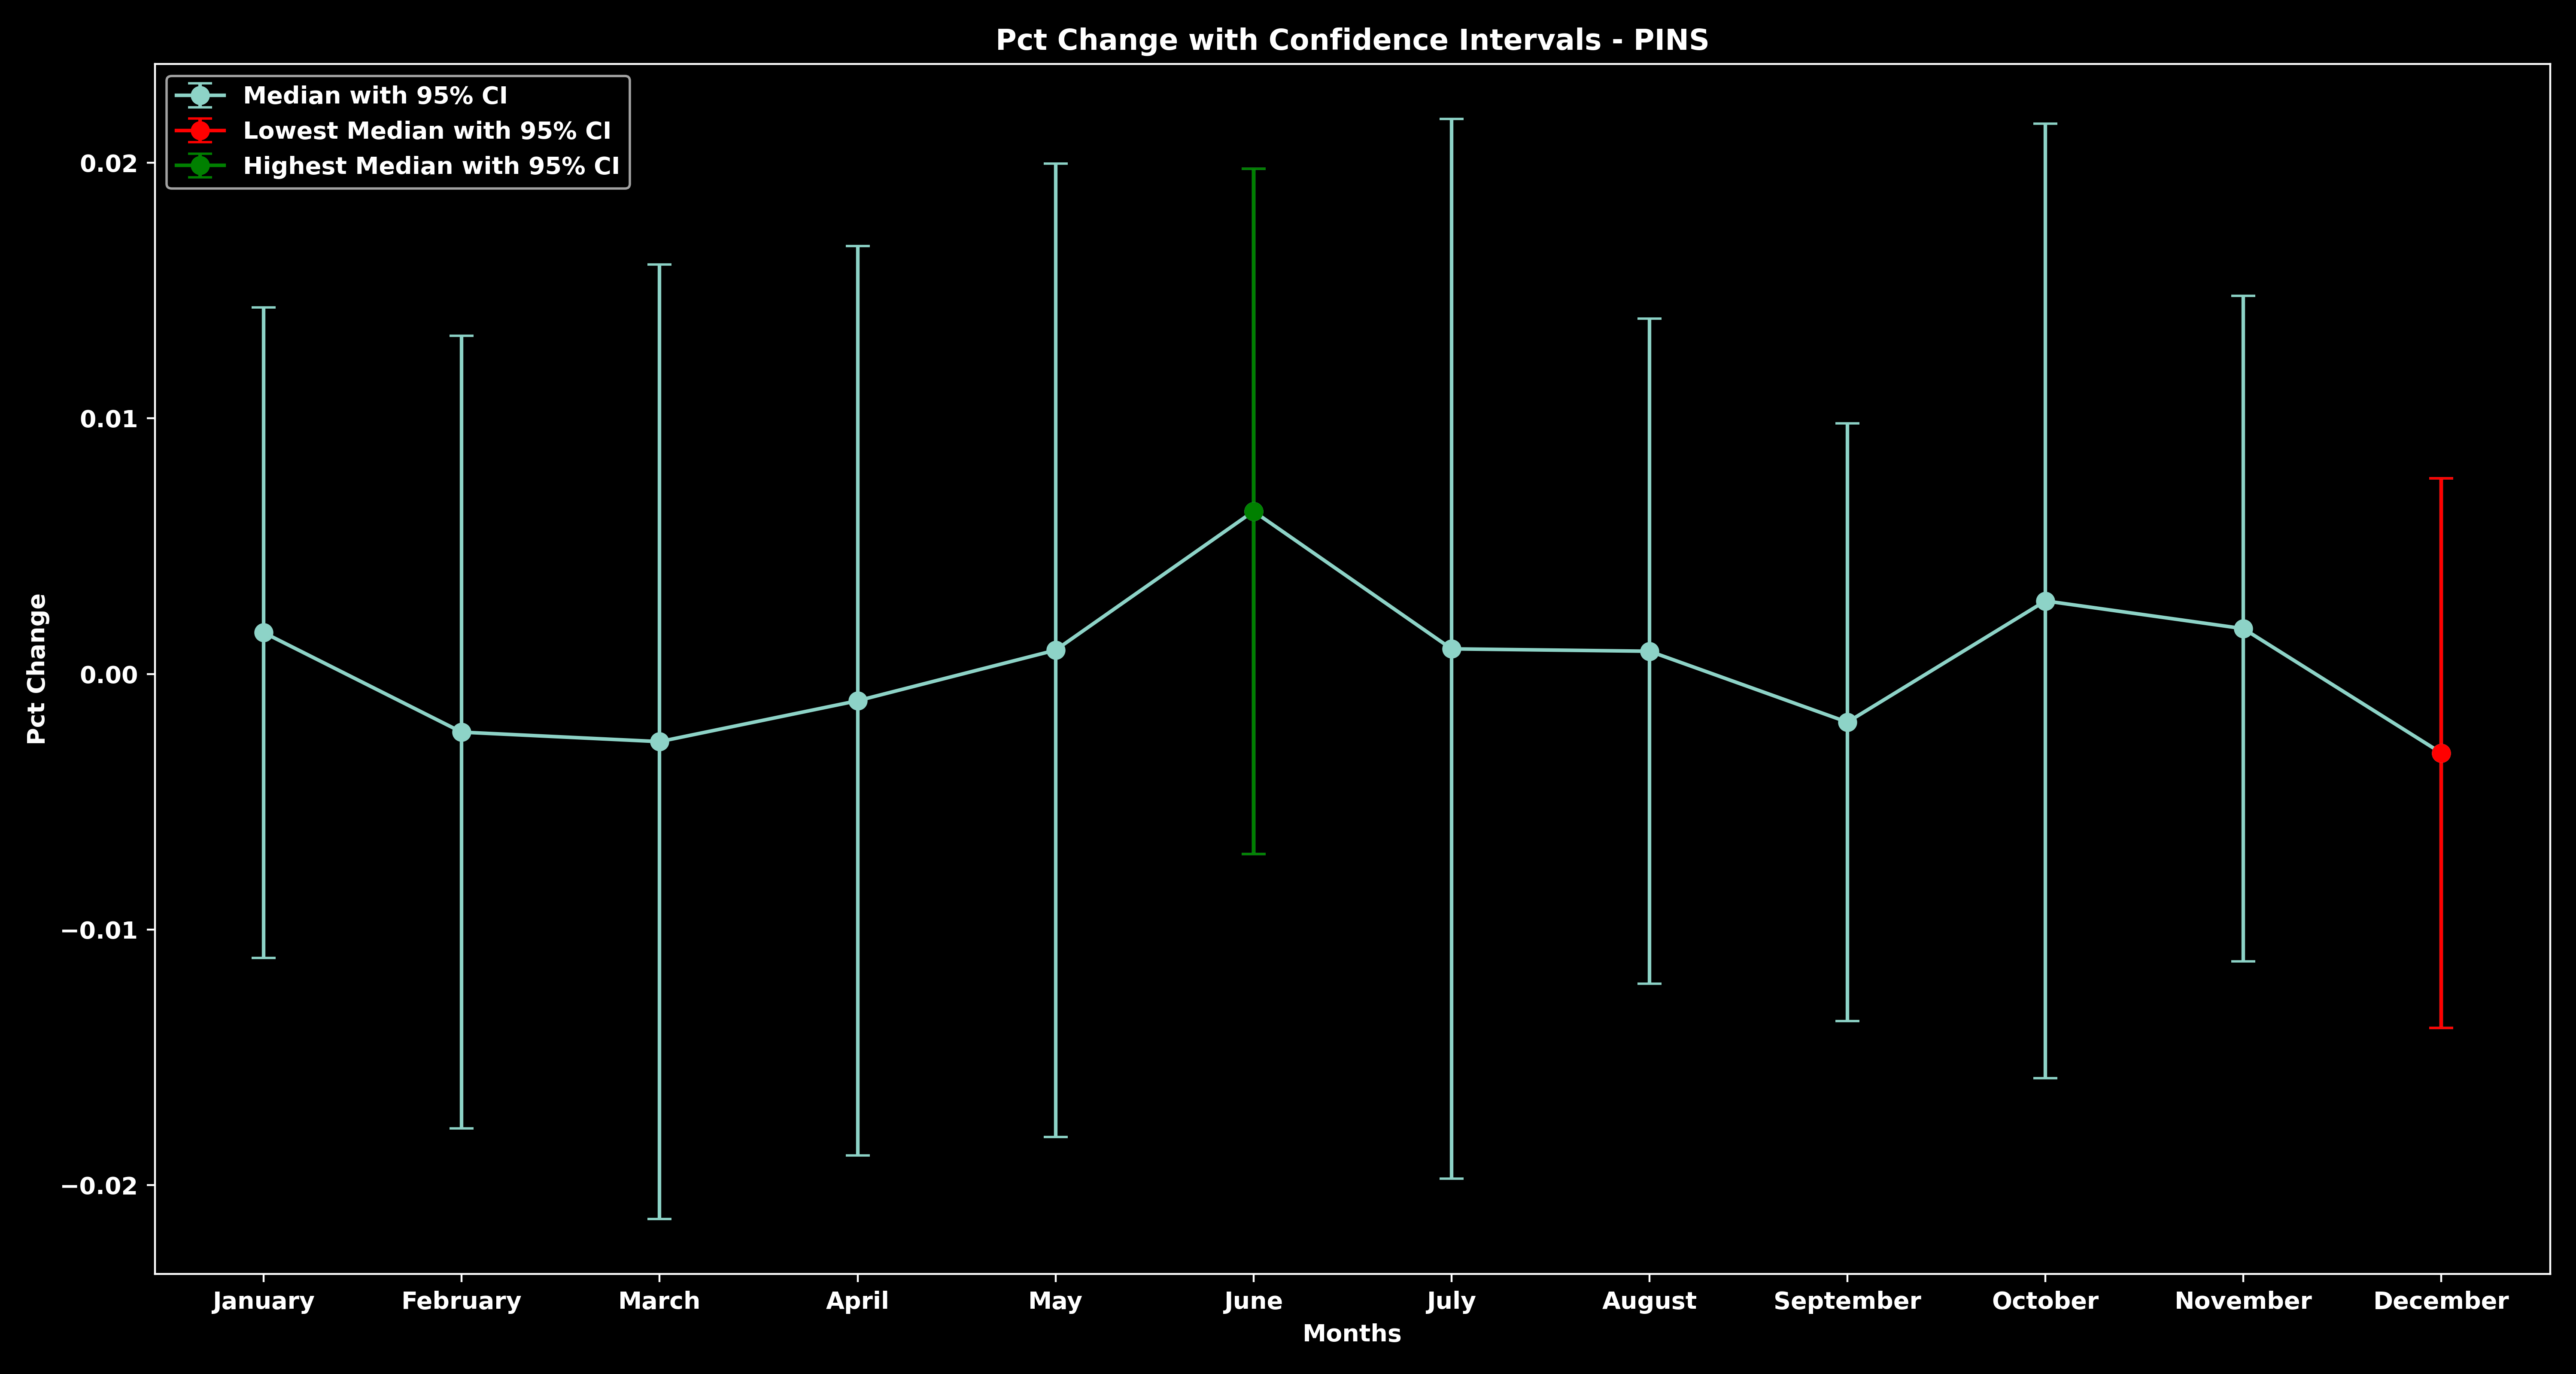 Pct Change with Confidence Intervals - PINS
Median with 95% CI
Lowest Median with 95% CI
Highest Median with 95% CI
Pct Change
0.02
0.01
0.00
−0.01
−0.02
January February March April May June July August September October November December
Months